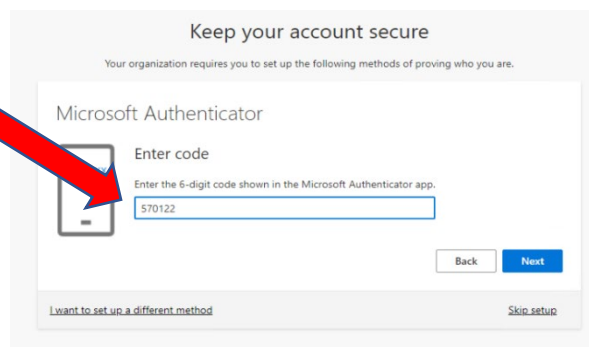 Keep your account secure
Your organization requires you to set up the following methods of proving who you are.
Microsoft Authenticator
Enter code
Enter the 6-digit code shown in the Microsoft Authenticator app.
570122
Back Next
I want to set up a different method Skip setup